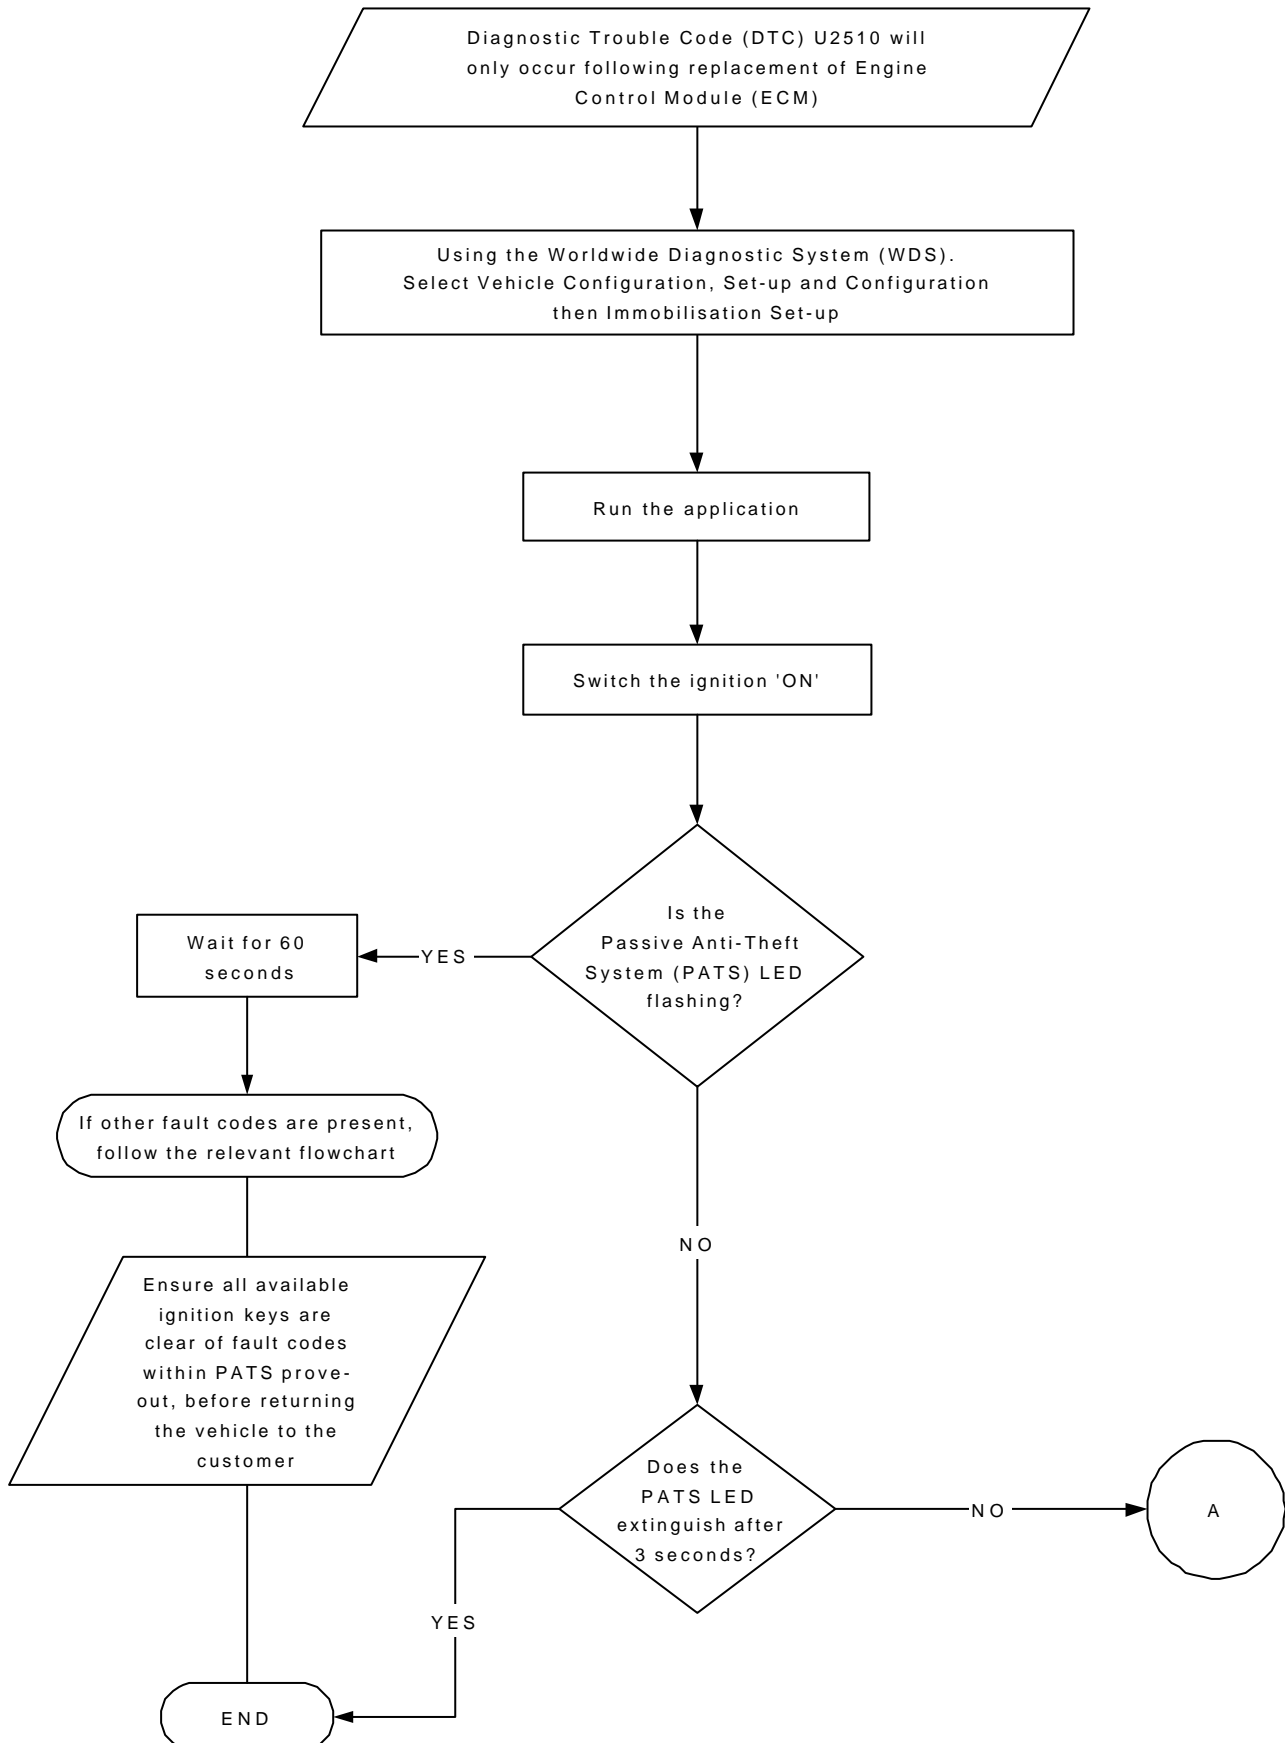 Diagnostic Trouble Code (DTC) U2510 will
only occur following replacement of Engine
Control Module (ECM)
Using the Worldwide Diagnostic System (WDS).
Select Vehicle Configuration, Set-up and Configuration
then Immobilisation Set-up
Run the application
Switch the ignition 'ON'
Is the
Passive Anti-Theft
System (PATS) LED
flashing?
YES
Wait for 60
seconds
If other fault codes are present,
follow the relevant flowchart
Ensure all available
ignition keys are
clear of fault codes
within PATS prove-
out, before returning
the vehicle to the
customer
NO
Does the
PATS LED
extinguish after
3 seconds?
NO
A
YES
END